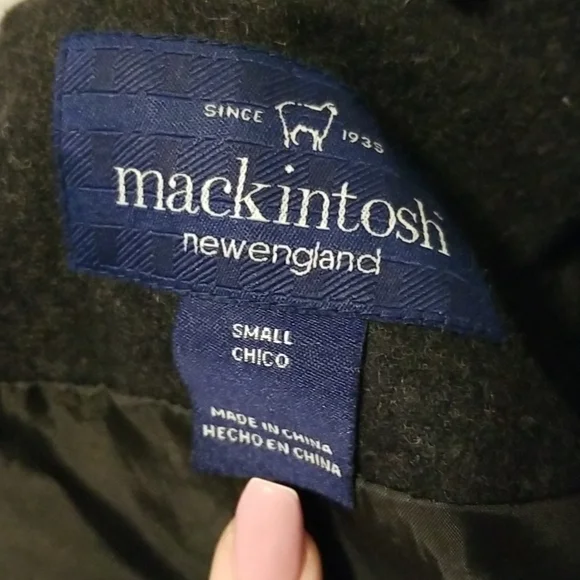 SINCE 1935
mackintosh
newengland
SMALL
CHICO
MADE IN CHINA
HECHO EN CHINA